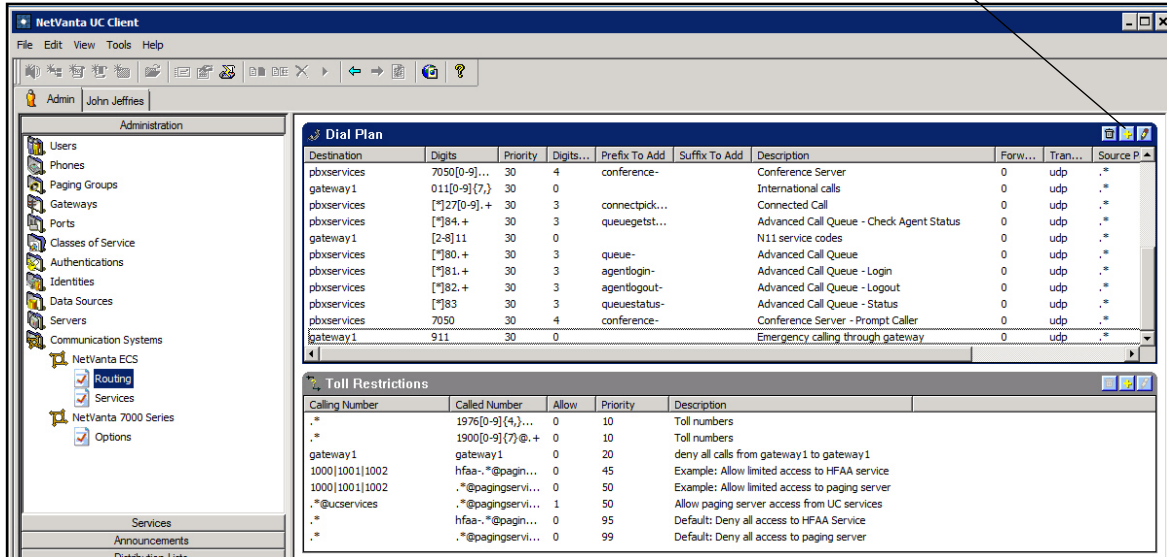 NetVanta UC Client
File Edit View Tools Help
Admin John Jeffries
Administration
Users
Phones
Paging Groups
Gateways
Ports
Classes of Service
Authentications
Identities
Data Sources
Servers
Communication Systems
NetVanta ECS
Routing
Services
NetVanta 7000 Series
Options
Services
Announcements
Distribution Lists
Dial Plan
Destination Digits Priority Digits... Prefix To Add Suffix To Add Description Forw... Tran... Source P
pbxservices 7050[0-9]... 30 4 conference- Conference Server 0 udp .*
gateway1 011[0-9]{7,} 30 0 International calls 0 udp .*
pbxservices [*]27[0-9].+ 30 3 connectpick... Connected Call 0 udp .*
pbxservices [*]84.+ 30 3 queuegetst... Advanced Call Queue - Check Agent Status 0 udp .*
gateway1 [2-8]11 30 0 N11 service codes 0 udp .*
pbxservices [*]80.+ 30 3 queue- Advanced Call Queue 0 udp .*
pbxservices [*]81.+ 30 3 agentlogin- Advanced Call Queue - Login 0 udp .*
pbxservices [*]82.+ 30 3 agentlogout- Advanced Call Queue - Logout 0 udp .*
pbxservices [*]83 30 3 queuestatus- Advanced Call Queue - Status 0 udp .*
pbxservices 7050 30 4 conference- Conference Server - Prompt Caller 0 udp .*
gateway1 911 30 0 Emergency calling through gateway 0 udp .*
Toll Restrictions
Calling Number Called Number Allow Priority Description
.* 1976[0-9]{4,}... 0 10 Toll numbers
.* 1900[0-9]{7}@.+ 0 10 Toll numbers
gateway1 gateway1 0 20 deny all calls from gateway1 to gateway1
1000|1001|1002 hfaa-.*@pagin... 0 45 Example: Allow limited access to HFAA service
1000|1001|1002 .*@pagingservi... 0 50 Example: Allow limited access to paging server
.*@ucservices .*@pagingservi... 1 50 Allow paging server access from UC services
.* hfaa-.*@pagin... 0 95 Default: Deny all access to HFAA Service
.* .*@pagingservi... 0 99 Default: Deny all access to paging server